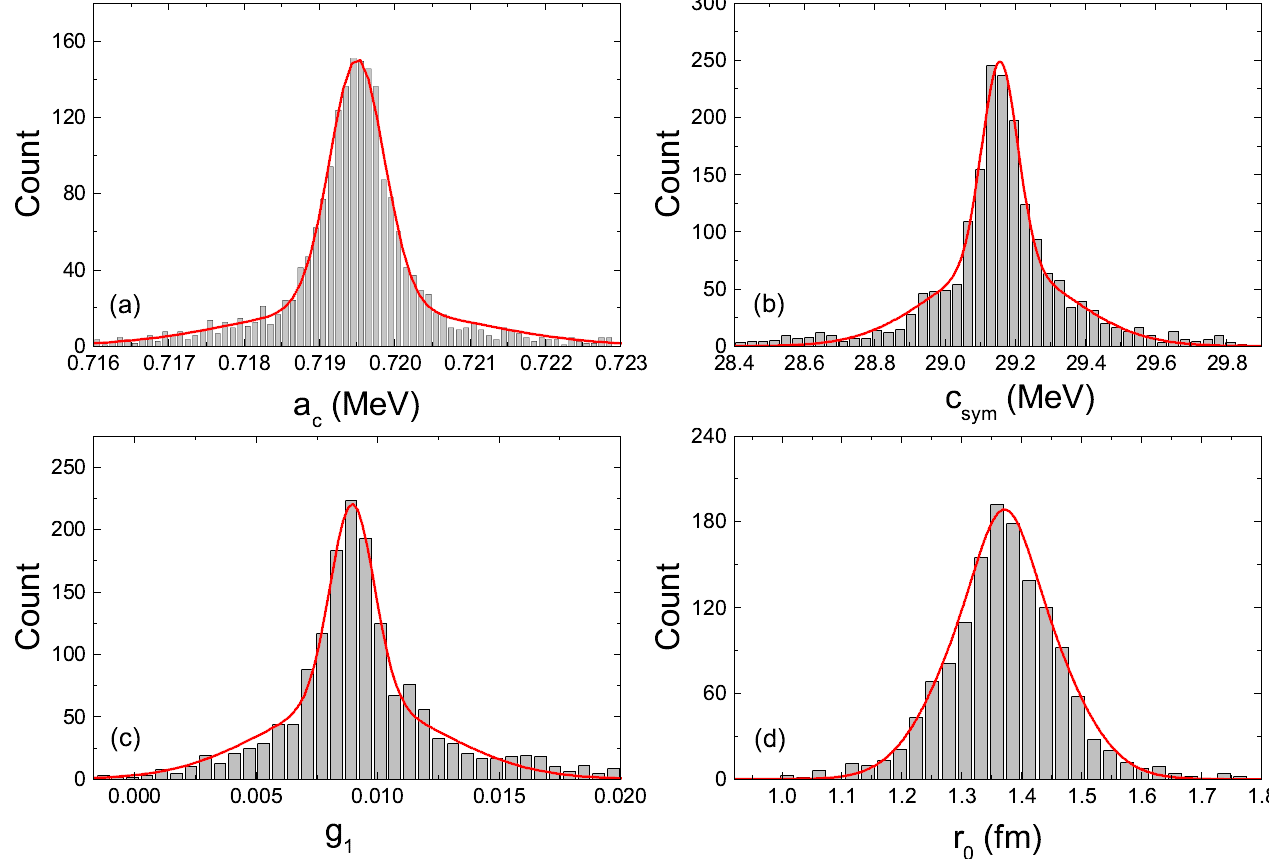 160
120
80
40
0
Count
(a)
0.716 0.717 0.718 0.719 0.720 0.721 0.722 0.723
a_c (MeV)
300
250
200
150
100
50
0
Count
(b)
28.4 28.6 28.8 29.0 29.2 29.4 29.6 29.8
c_sym (MeV)
250
200
150
100
50
0
Count
(c)
0.000 0.005 0.010 0.015 0.020
g_1
240
180
120
60
0
Count
(d)
1.0 1.1 1.2 1.3 1.4 1.5 1.6 1.7 1.8
r_0 (fm)